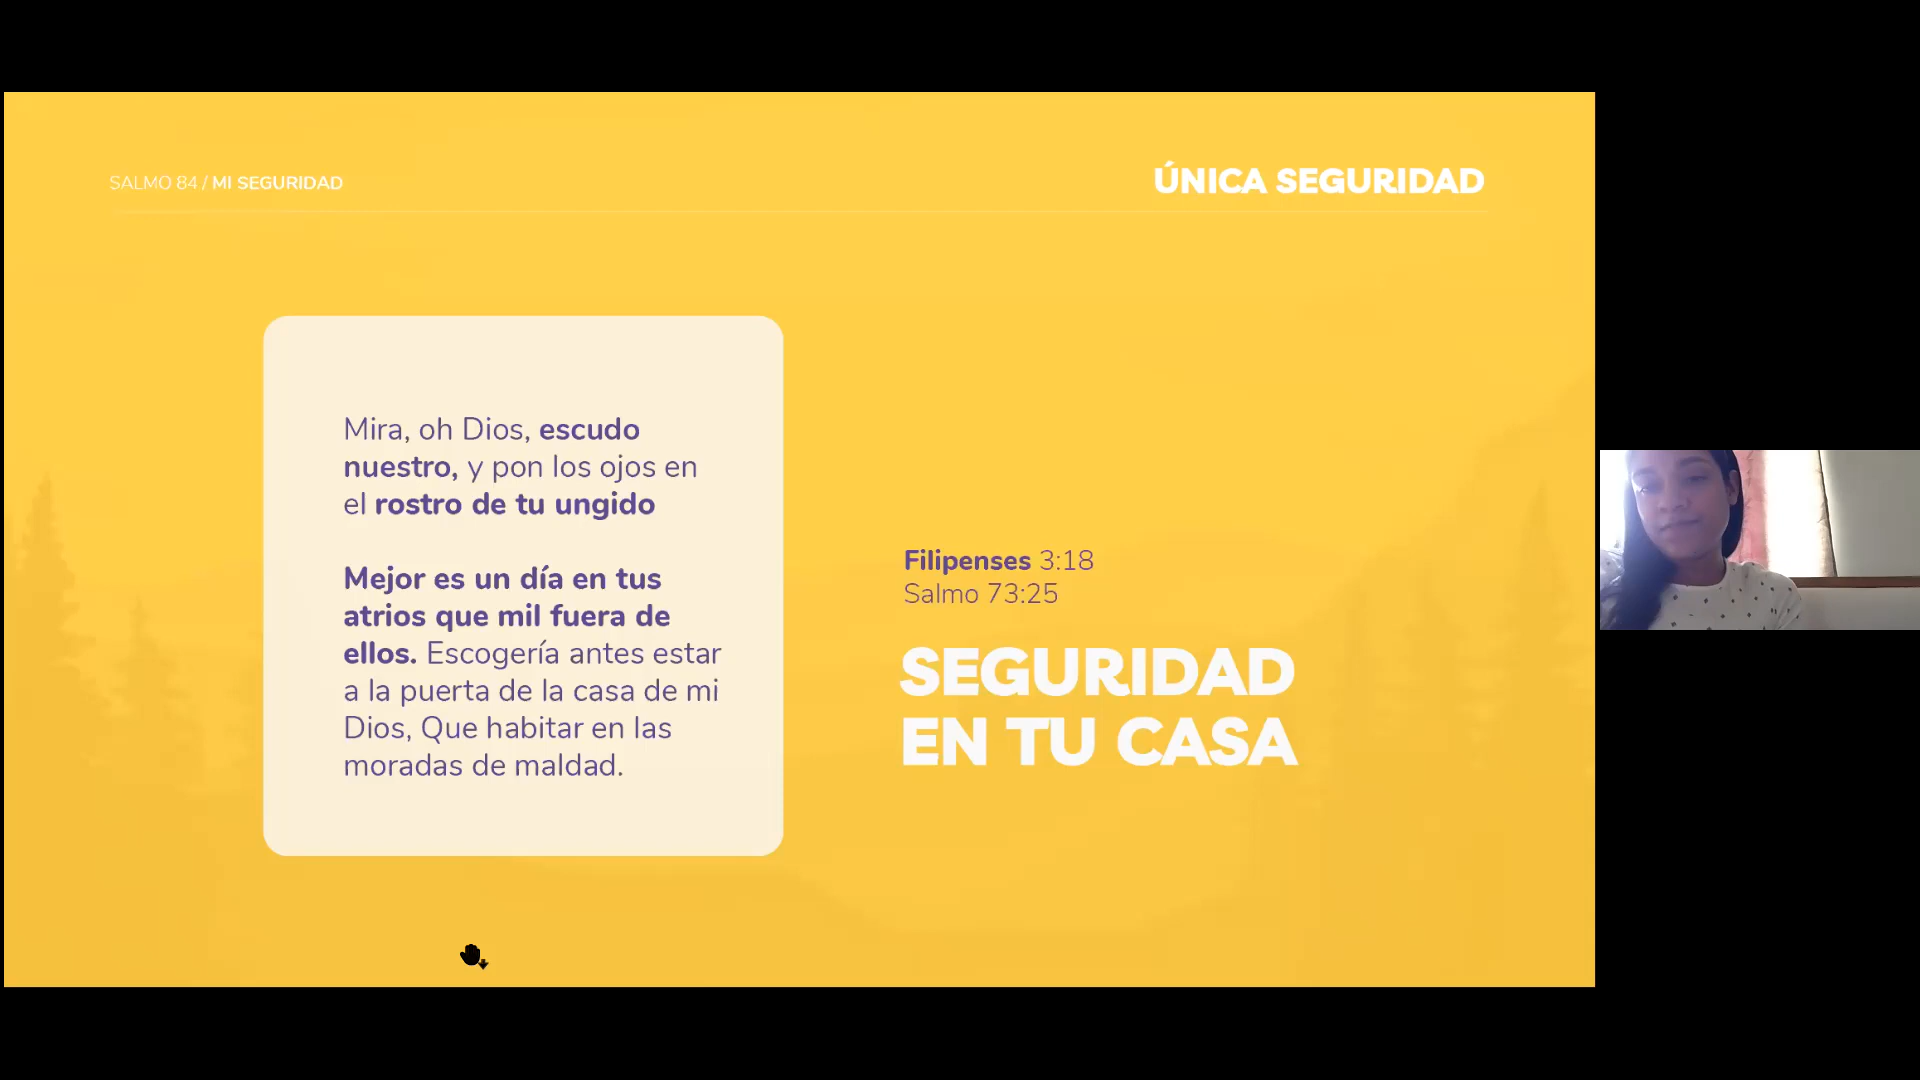 SALMO 84 / MI SEGURIDAD
ÚNICA SEGURIDAD
Mira, oh Dios, escudo
nuestro, y pon los ojos en
el rostro de tu ungido
Mejor es un día en tus
atrios que mil fuera de
ellos. Escogería antes estar
a la puerta de la casa de mi
Dios, Que habitar en las
moradas de maldad.
Filipenses 3:18
Salmo 73:25
SEGURIDAD
EN TU CASA